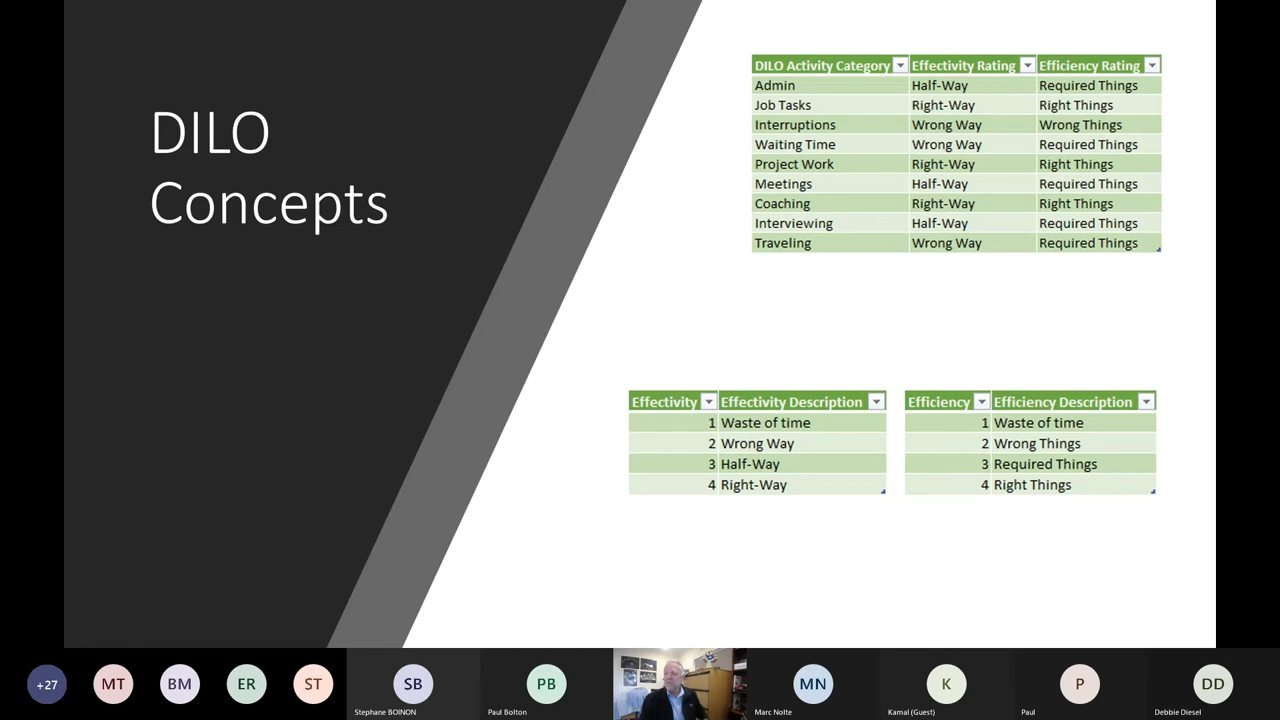 DILO
Concepts
DILO Activity Category Effectivity Rating Efficiency Rating
Admin Half-Way Required Things
Job Tasks Right-Way Right Things
Interruptions Wrong Way Wrong Things
Waiting Time Wrong Way Required Things
Project Work Right-Way Right Things
Meetings Half-Way Required Things
Coaching Right-Way Right Things
Interviewing Half-Way Required Things
Traveling Wrong Way Required Things
Effectivity Effectivity Description Efficiency Efficiency Description
1 Waste of time 1 Waste of time
2 Wrong Way 2 Wrong Things
3 Half-Way 3 Required Things
4 Right-Way 4 Right Things
+27 MT BM ER ST SB PB MN K P DD
Stephane BOINON Paul Bolton Marc Nolte Kamal (Guest) Paul Debbie Diesel